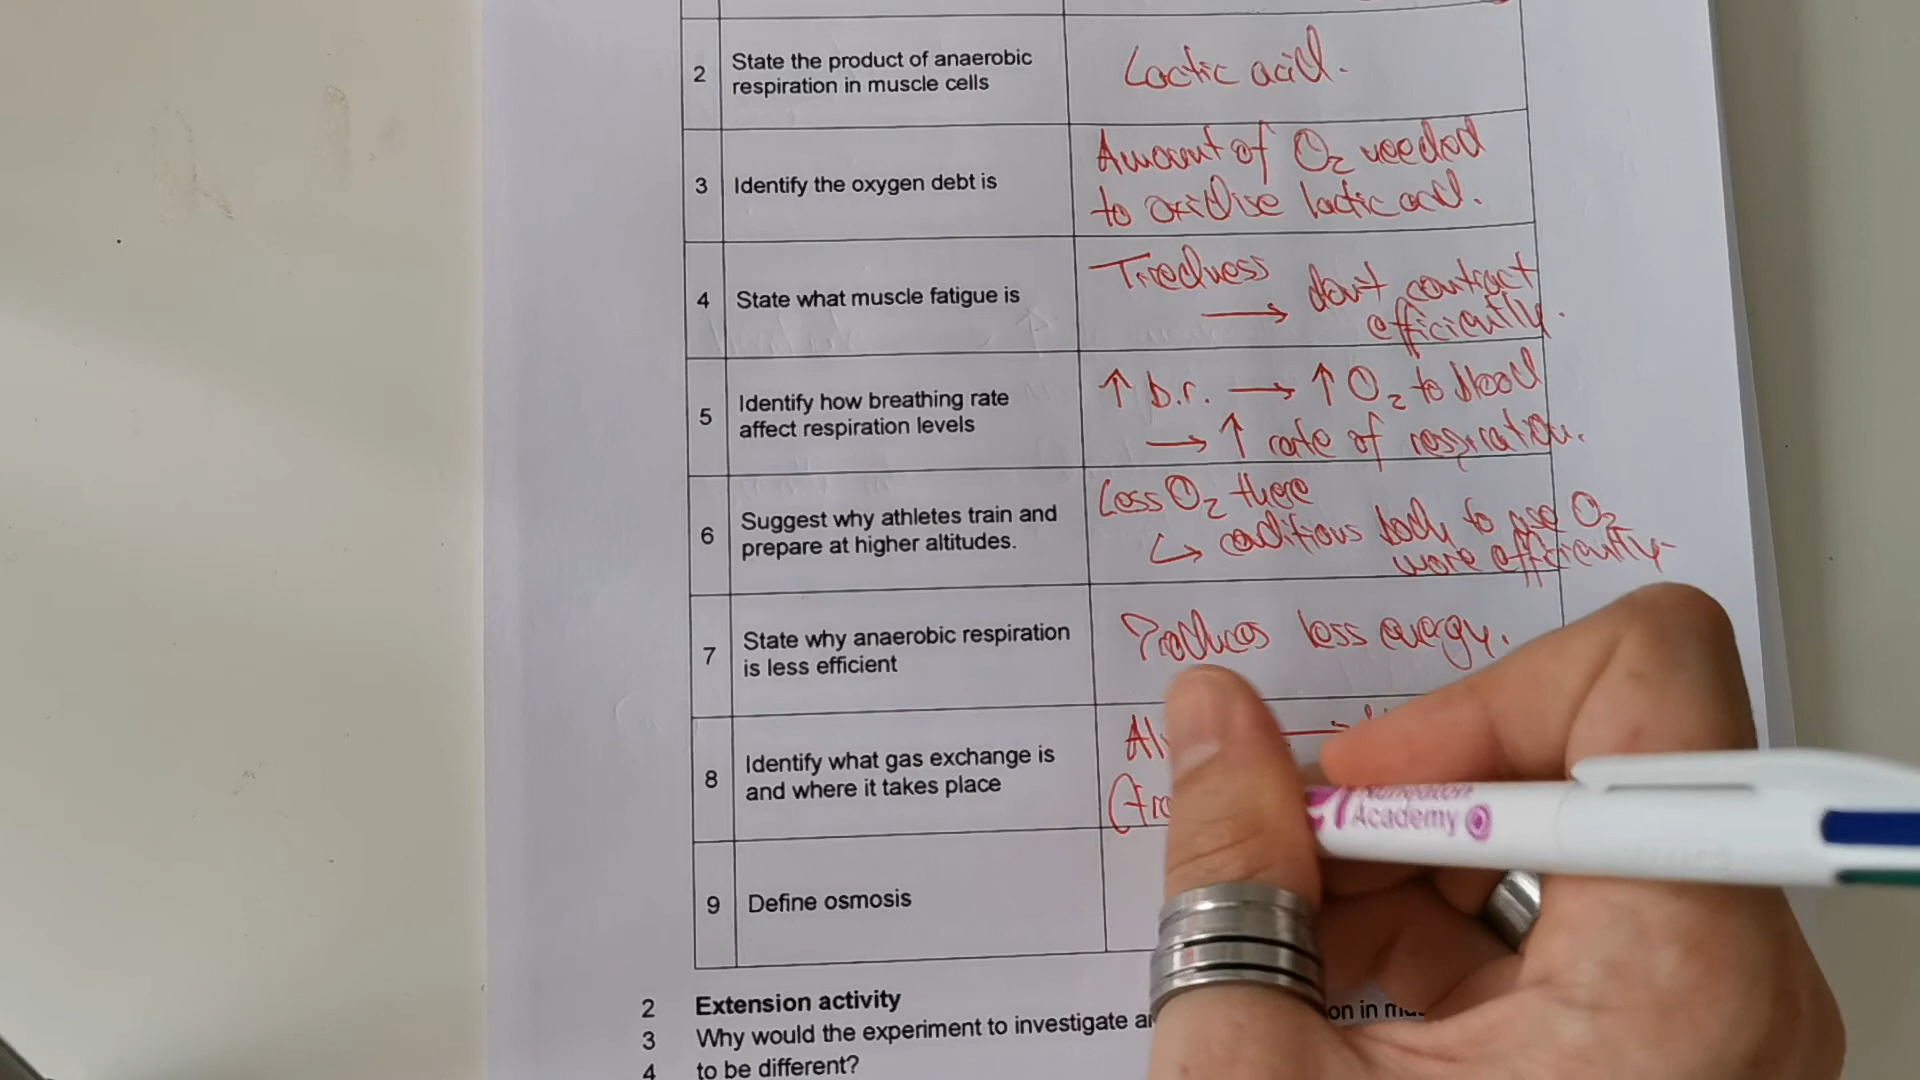 2 State the product of anaerobic
respiration in muscle cells
Lactic acid.
3 Identify the oxygen debt is
Amount of O₂ needed
to oxidise lactic acid.
4 State what muscle fatigue is
Tiredness
→ don't contract
efficiently.
5 Identify how breathing rate
affect respiration levels
↑ b.r. → ↑ O₂ to blood
→ ↑ rate of respiration.
6 Suggest why athletes train and
prepare at higher altitudes.
Less O₂ there
↳ conditions body to use O₂
more efficiently.
7 State why anaerobic respiration
is less efficient
Produces less energy.
8 Identify what gas exchange is
and where it takes place
9 Define osmosis
Academy
2 Extension activity
3 Why would the experiment to investigate
on in
4 to be different?